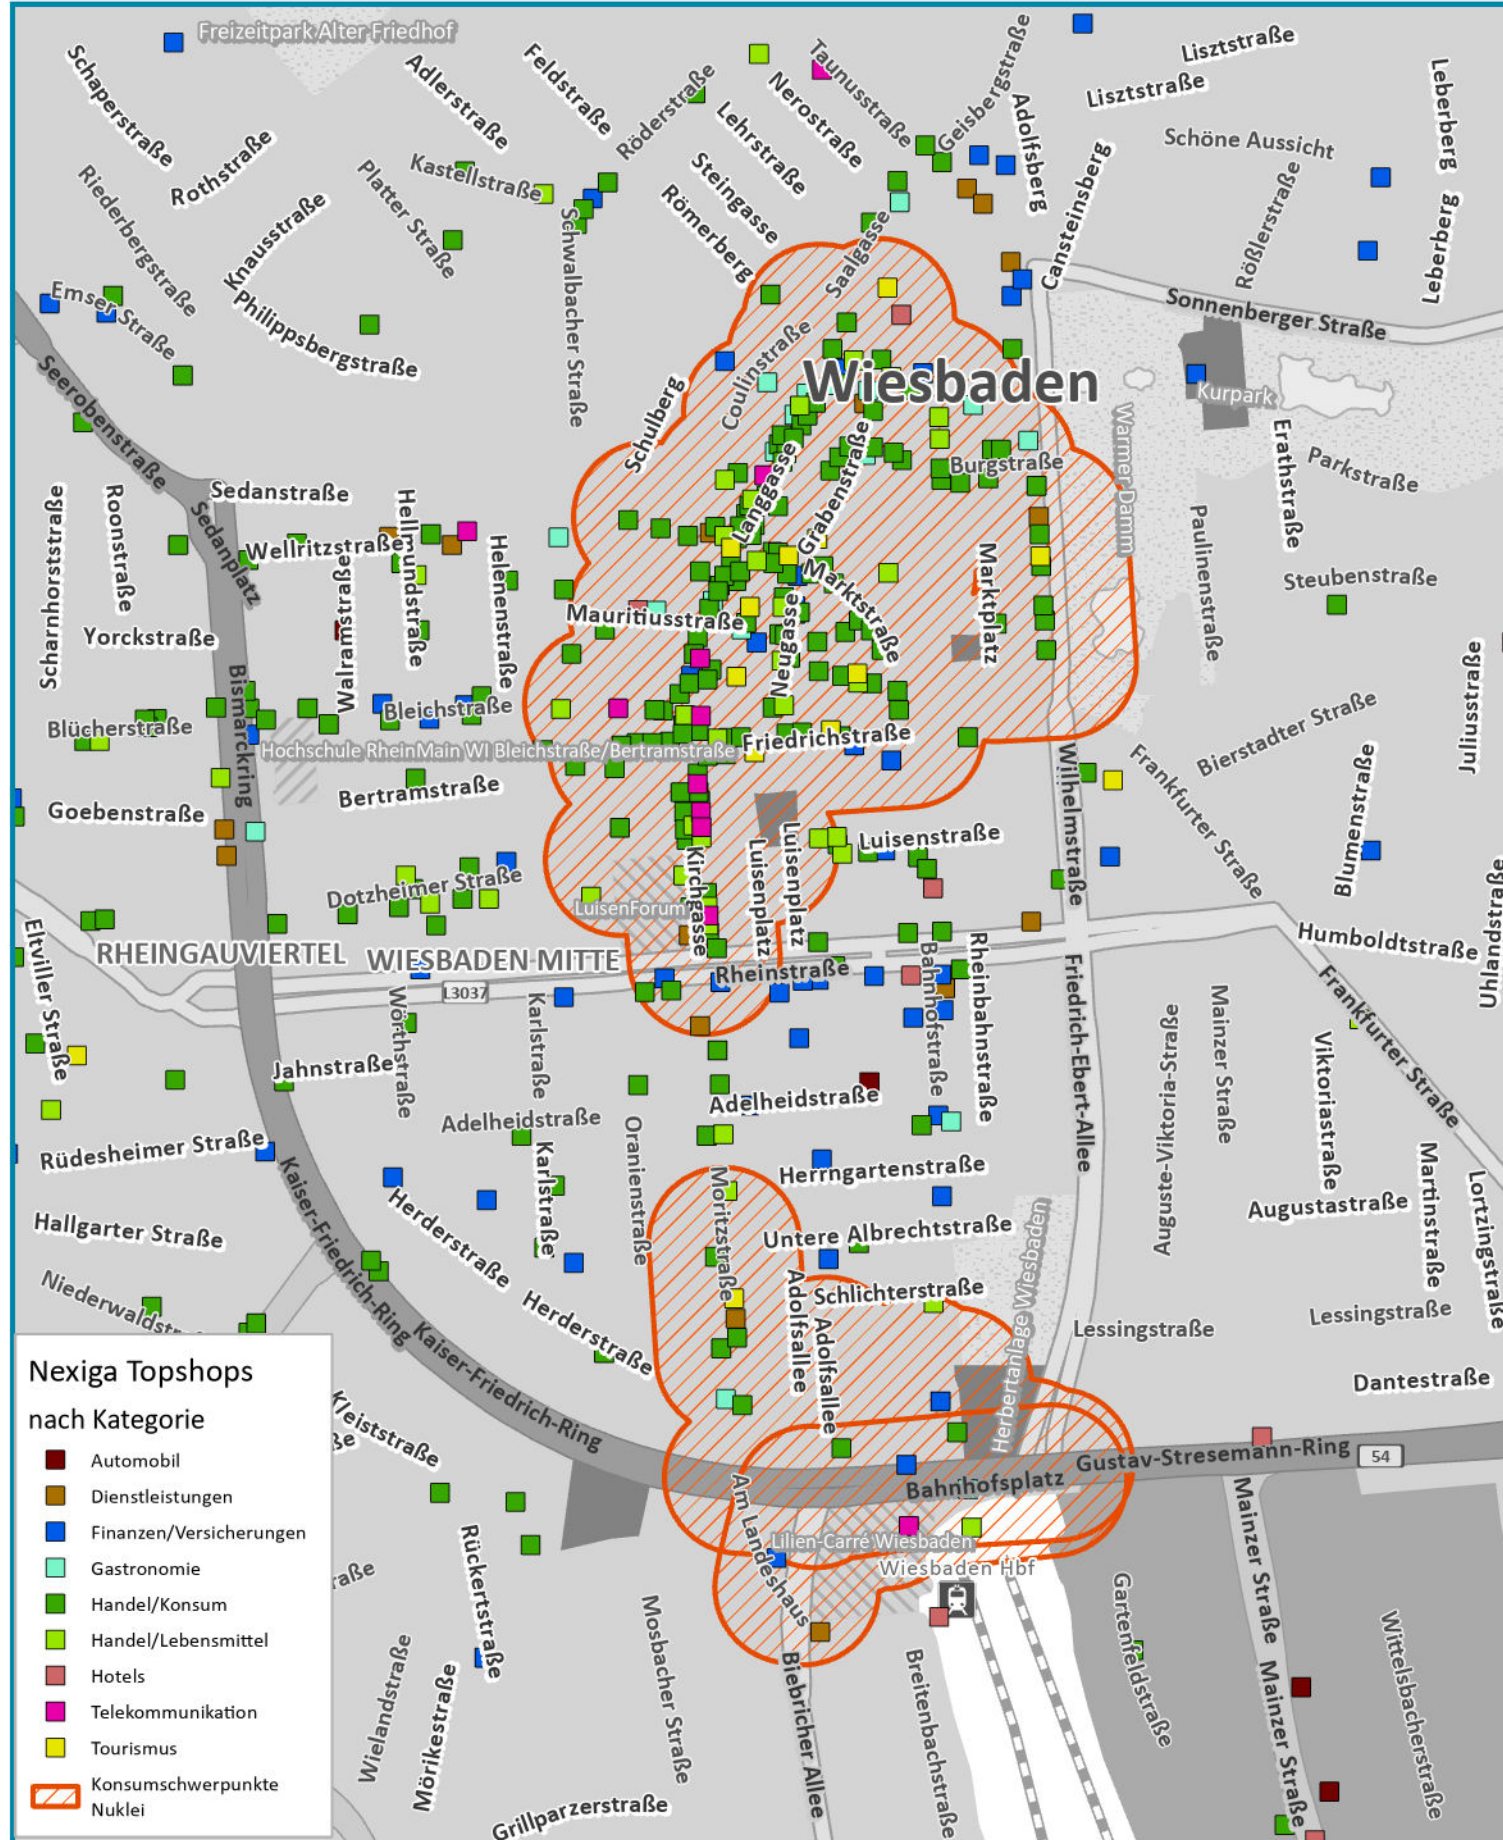 Freizeitpark Alter Friedhof
Schaperstraße
Adlerstraße
Feldstraße
Röderstraße
Taunusstraße
Nerostraße
Lehrstraße
Geisbergstraße
Adolfsberg
Lisztstraße
Lisztstraße
Leberberg
Schöne Aussicht
Rothstraße
Riederbergstraße
Kastellstraße
Platter Straße
Steingasse
Römerberg
Schwalbacher Straße
Saalgasse
Cansteinsberg
Rößlerstraße
Leberberg
Knausstraße
Emser Straße
Philippsbergstraße
Sonnenberger Straße
Seerobenstraße
Coulinstraße
Schulberg
Wiesbaden
Kurpark
Warmer Damm
Erathstraße
Parkstraße
Burgstraße
Langgasse
Grabenstraße
Sedanstraße
Sedanplatz
Scharnhorststraße
Roonstraße
Wellritzstraße
Hellmundstraße
Helenenstraße
Walramstraße
Mauritiusstraße
Marktstraße
Neugasse
Marktplatz
Paulinenstraße
Steubenstraße
Yorckstraße
Bismarckring
Bleichstraße
Blücherstraße
Juliusstraße
Hochschule RheinMain WI Bleichstraße/Bertramstraße
Friedrichstraße
Wilhelmstraße
Frankfurter Straße
Bierstadter Straße
Blumenstraße
Goebenstraße
Bertramstraße
Luisenstraße
Luisenplatz
Luisenplatz
Kirchgasse
Dotzheimer Straße
LuisenForum
Uhlandstraße
Humboldtstraße
Eltviller Straße
RHEINGAUVIERTEL
WIESBADEN MITTE
Rheinstraße
L3037
Bahnhofstraße
Rheinbahnstraße
Friedrich-Ebert-Allee
Wörthstraße
Karlstraße
Mainzer Straße
Auguste-Viktoria-Straße
Viktoriastraße
Frankfurter Straße
Jahnstraße
Adelheidstraße
Adelheidstraße
Oranienstraße
Rüdesheimer Straße
Karlstraße
Herrngartenstraße
Moritzstraße
Martinstraße
Lortzingstraße
Augustastraße
Hallgarter Straße
Kaiser-Friedrich-Ring
Herderstraße
Untere Albrechtstraße
Herbertanlage Wiesbaden
Niederwaldstr
Herderstraße
Adolfsallee
Adolfsallee
Schlichterstraße
Lessingstraße
Lessingstraße
Kaiser-Friedrich-Ring
Dantestraße
Kleiststraße
ße
Gustav-Stresemann-Ring
54
Bahnhofsplatz
Am Landeshaus
Lilien-Carré Wiesbaden
Wiesbaden Hbf
Rückertstraße
raße
Mainzer Straße
Gartenfeldstraße
Mosbacher Straße
Wielandstraße
Mörikestraße
Biebricher Allee
Breitenbachstraße
Mainzer Straße
Wittelsbacherstraße
Grillparzerstraße
Nexiga Topshops
nach Kategorie
Automobil
Dienstleistungen
Finanzen/Versicherungen
Gastronomie
Handel/Konsum
Handel/Lebensmittel
Hotels
Telekommunikation
Tourismus
Konsumschwerpunkte
Nuklei